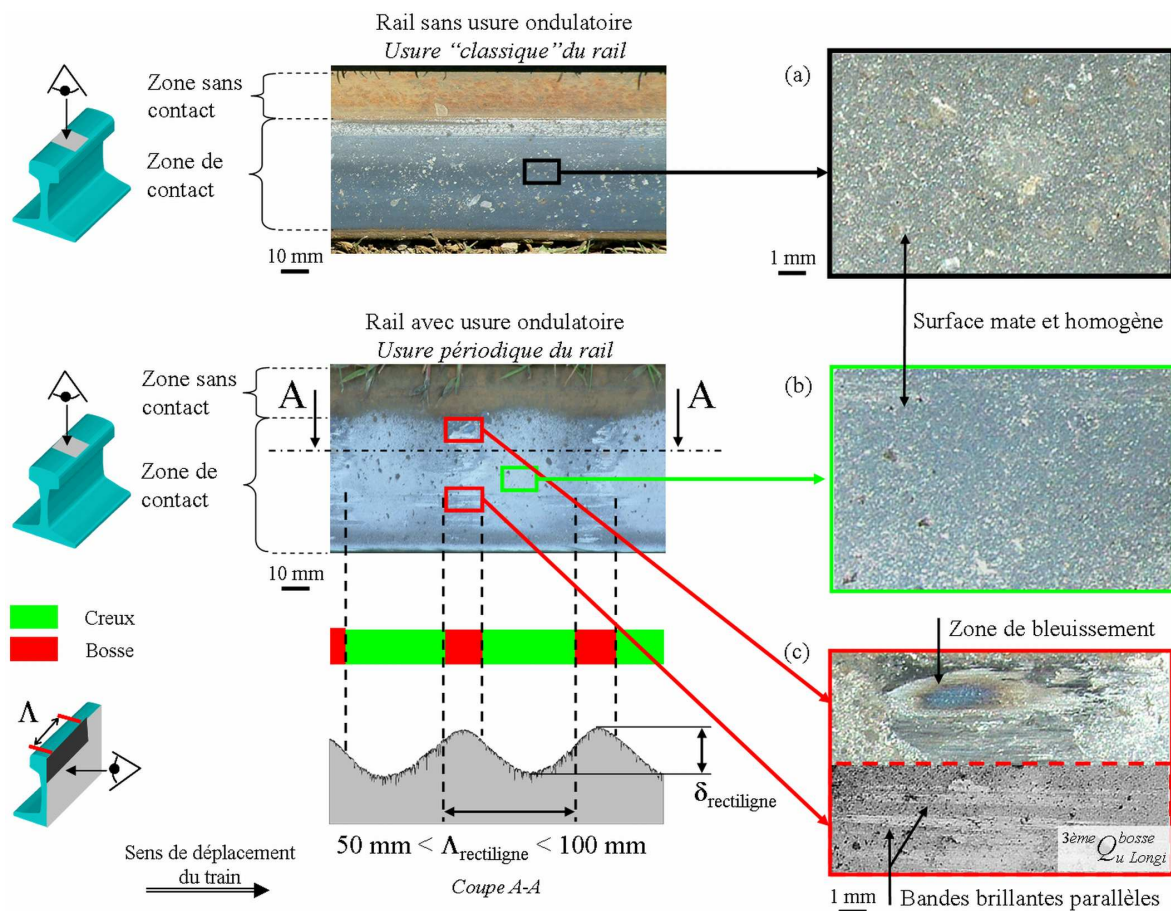 Rail sans usure ondulatoire
Usure “classique”du rail
Zone sans
contact
Zone de
contact
10 mm
(a)
1 mm
Surface mate et homogène
Rail avec usure ondulatoire
Usure périodique du rail
Zone sans
contact
A
A
Zone de
contact
10 mm
(b)
Creux
Bosse
Λ
Zone de bleuissement
(c)
δrectiligne
50 mm < Λrectiligne < 100 mm
Coupe A-A
Sens de déplacement
du train
3ème Qu Longi bosse
1 mm
Bandes brillantes parallèles